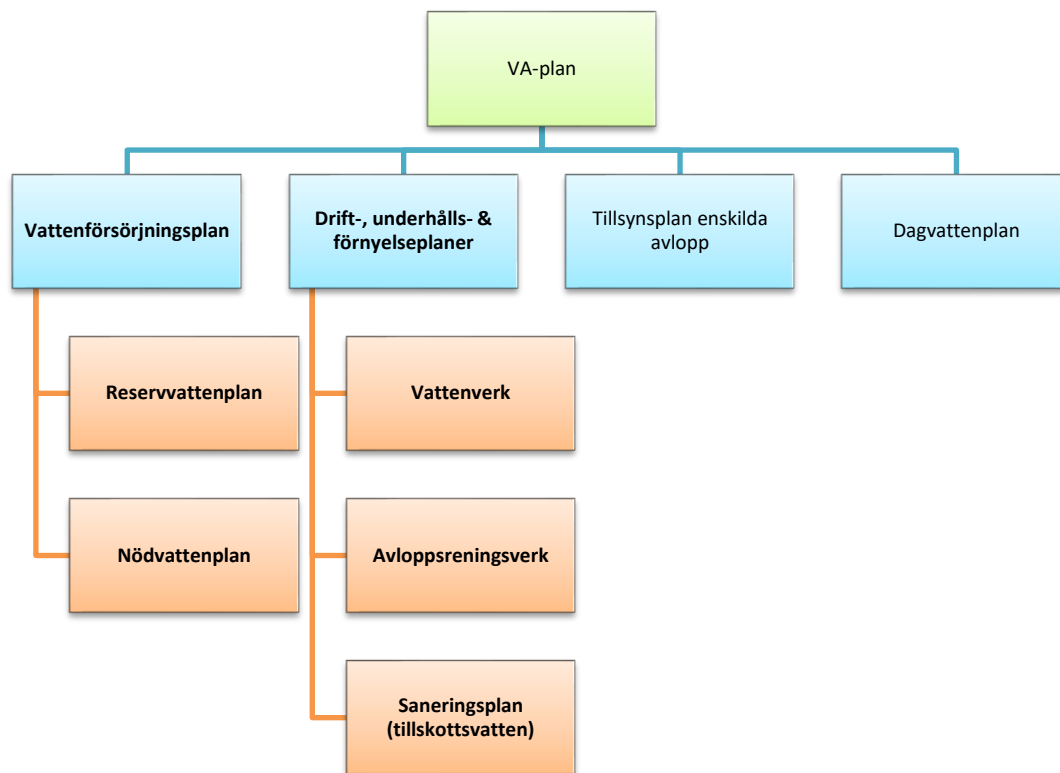 VA-plan
Vattenförsörjningsplan
Drift-, underhålls- &
förnyelseplaner
Tillsynsplan enskilda
avlopp
Dagvattenplan
Reservvattenplan
Vattenverk
Nödvattenplan
Avloppsreningsverk
Saneringsplan
(tillskottsvatten)